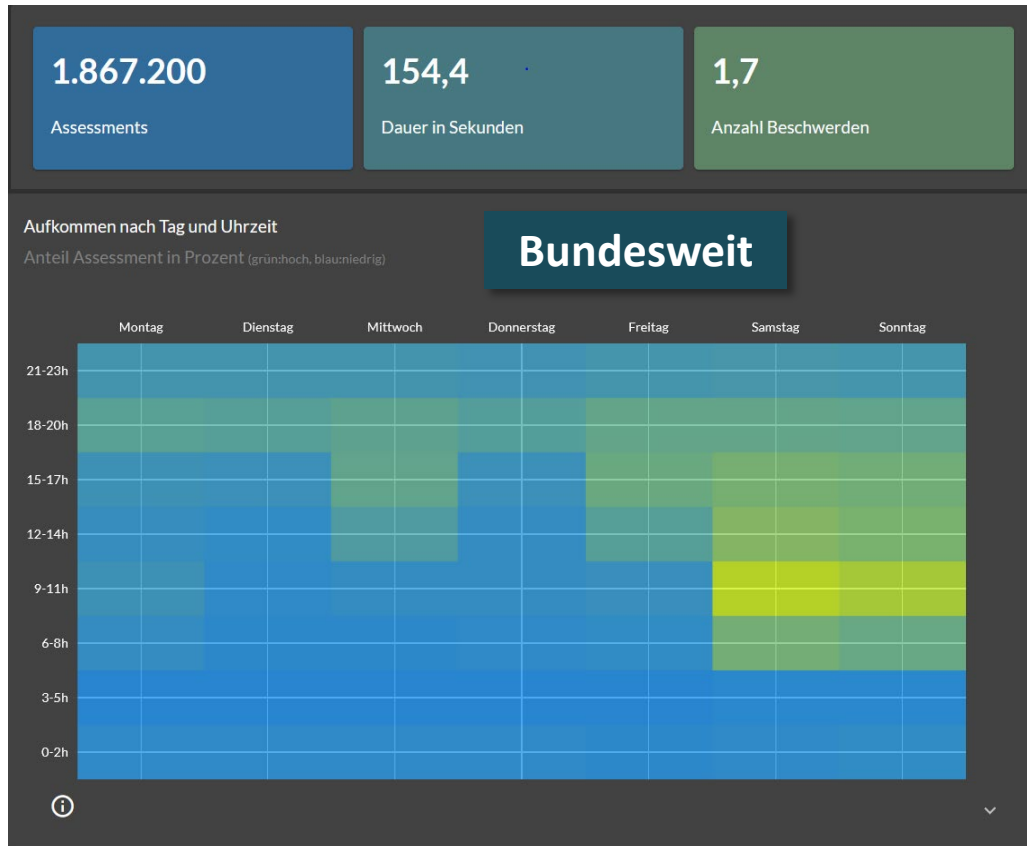 1.867.200
Assessments
154,4
Dauer in Sekunden
1,7
Anzahl Beschwerden
Aufkommen nach Tag und Uhrzeit
Anteil Assessment in Prozent (grün:hoch, blau:niedrig)
Bundesweit
Montag Dienstag Mittwoch Donnerstag Freitag Samstag Sonntag
21-23h
18-20h
15-17h
12-14h
9-11h
6-8h
3-5h
0-2h